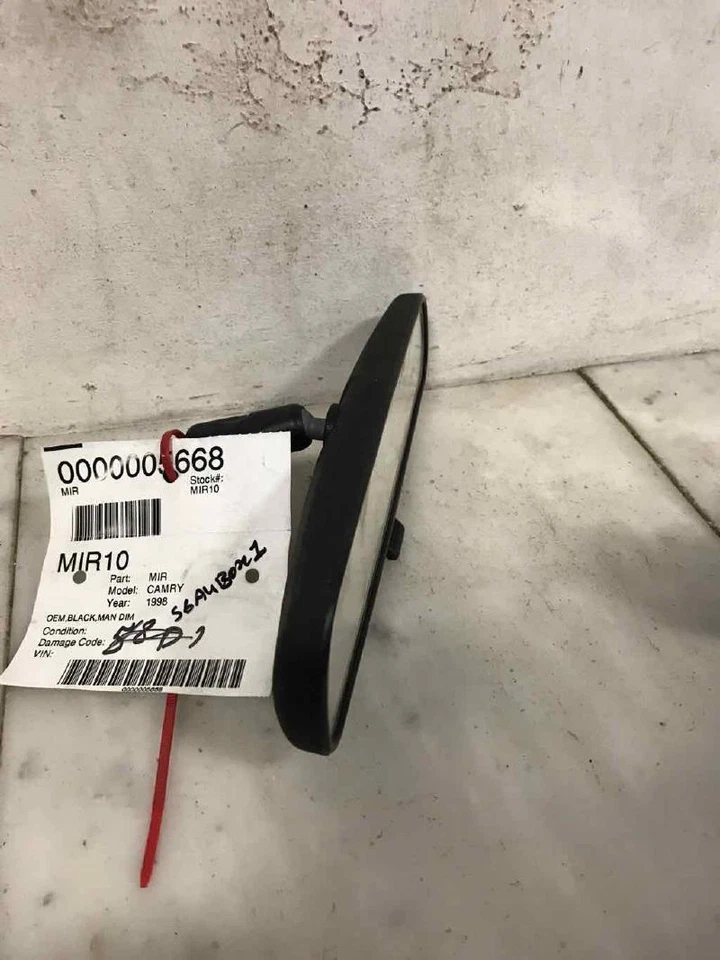 0000005668
MIR
Stock#:
MIR10
MIR10
Part: MIR
Model: CAMRY
Year: 1998
OEM,BLACK,MAN DIM
Condition:
Damage Code:
VIN:
0000005668